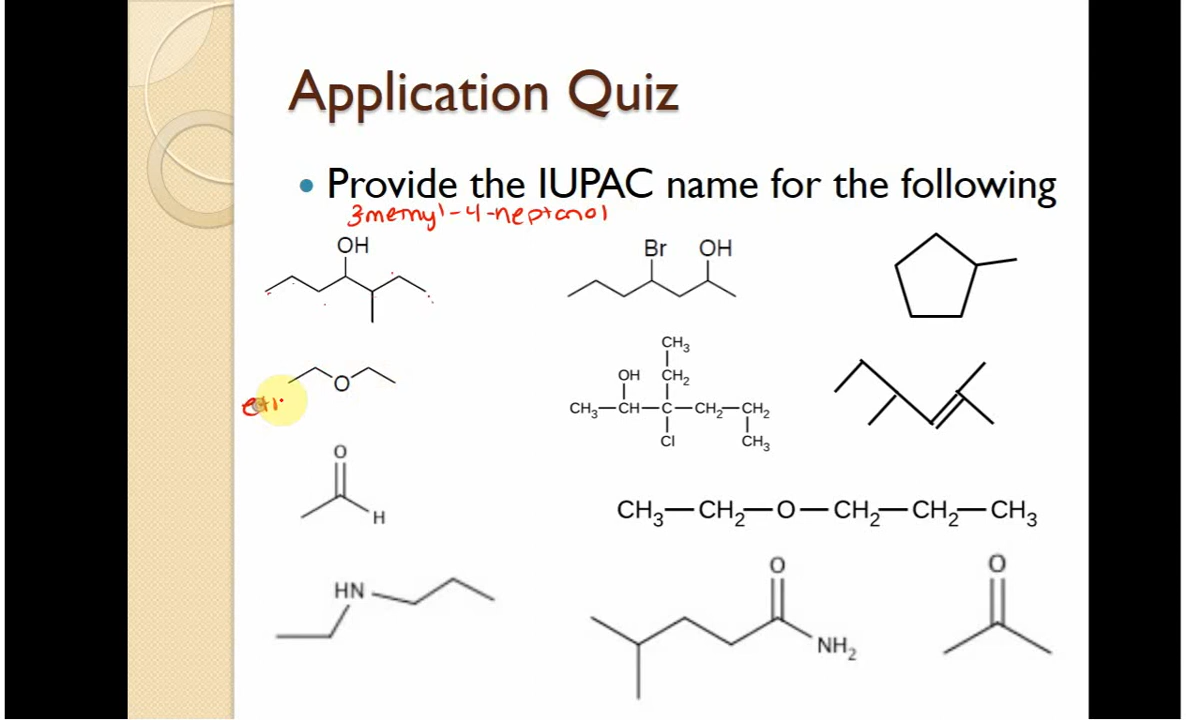 Application Quiz
• Provide the IUPAC name for the following
3methyl-4-heptanol
OH
Br OH
O
CH3
OH CH2
CH3—CH—C—CH2—CH2
Cl CH3
O
H
CH3—CH2—O—CH2—CH2—CH3
HN
O
NH2
O